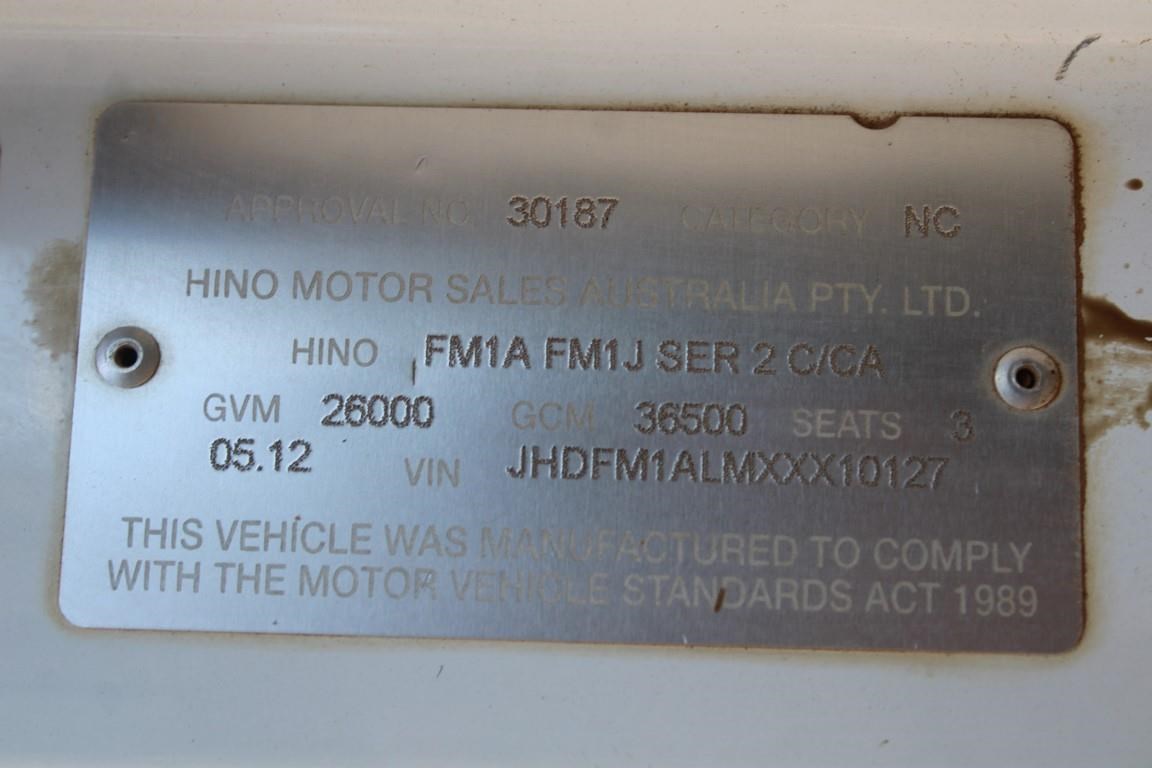 APPROVAL NO. 30187 CATEGORY NC
HINO MOTOR SALES AUSTRALIA PTY. LTD.
HINO FM1A FM1J SER 2 C/CA
GVM 26000 GCM 36500 SEATS 3
05.12 VIN JHDFM1ALMXXX10127
THIS VEHICLE WAS MANUFACTURED TO COMPLY
WITH THE MOTOR VEHICLE STANDARDS ACT 1989